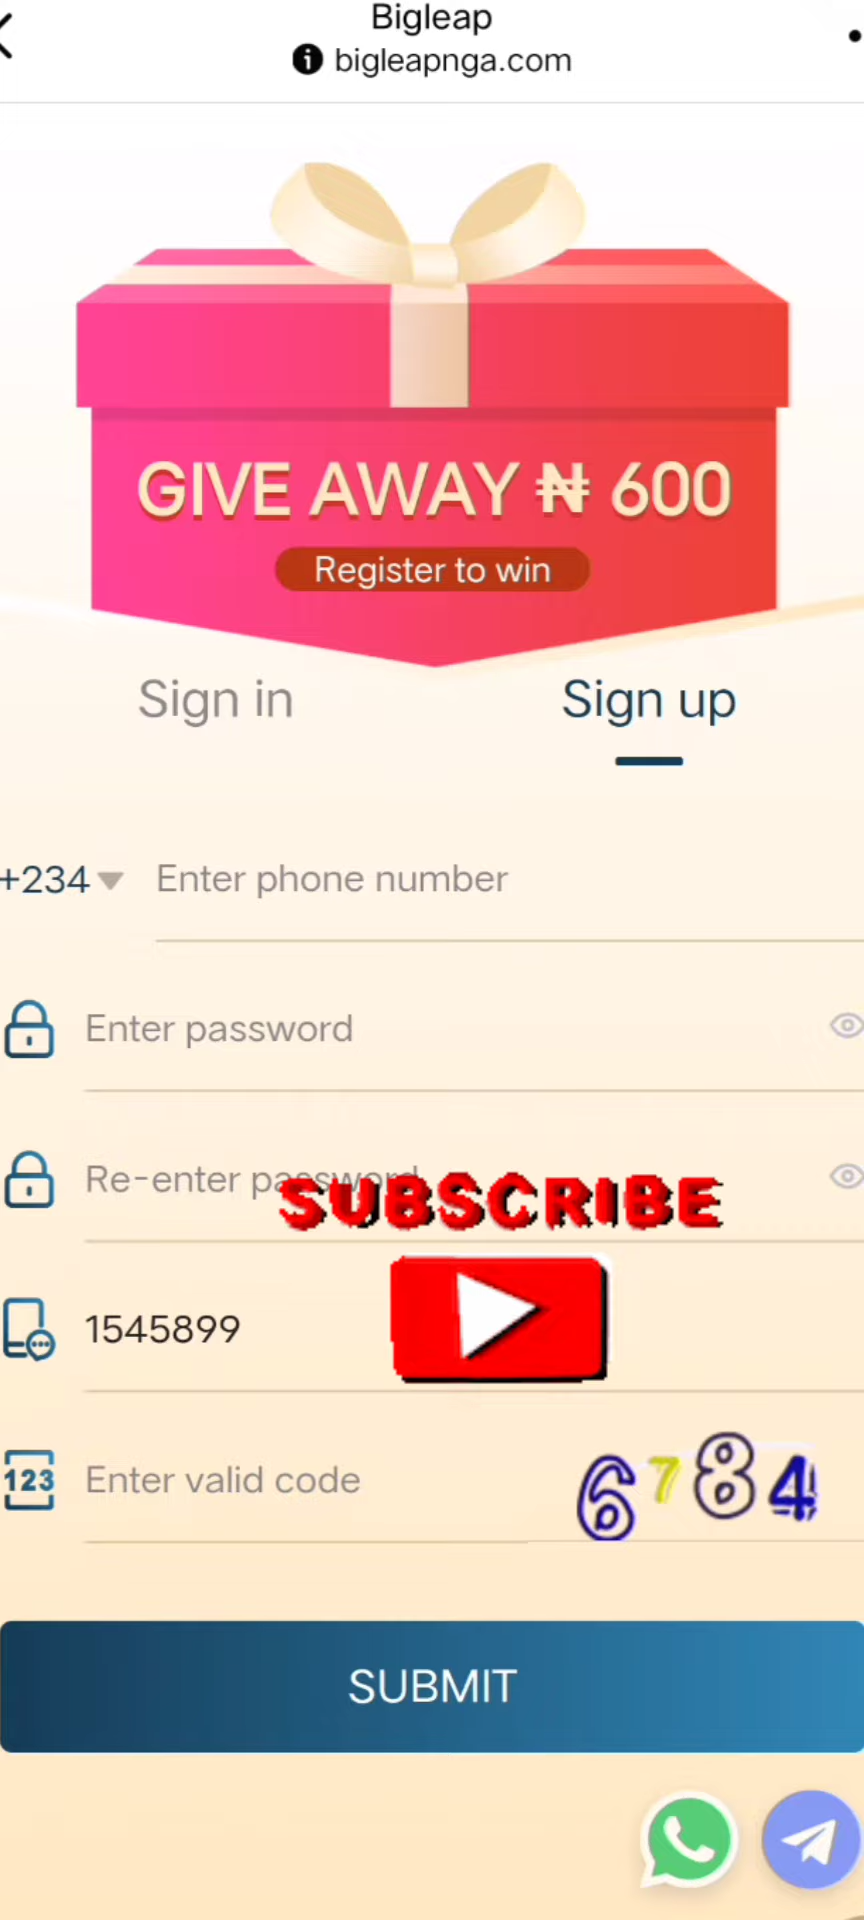 Bigleap
bigleapnga.com
GIVE AWAY ₦ 600
Register to win
Sign in
Sign up
+234
Enter phone number
Enter password
Re-enter password
SUBSCRIBE
1545899
123
Enter valid code
6784
SUBMIT